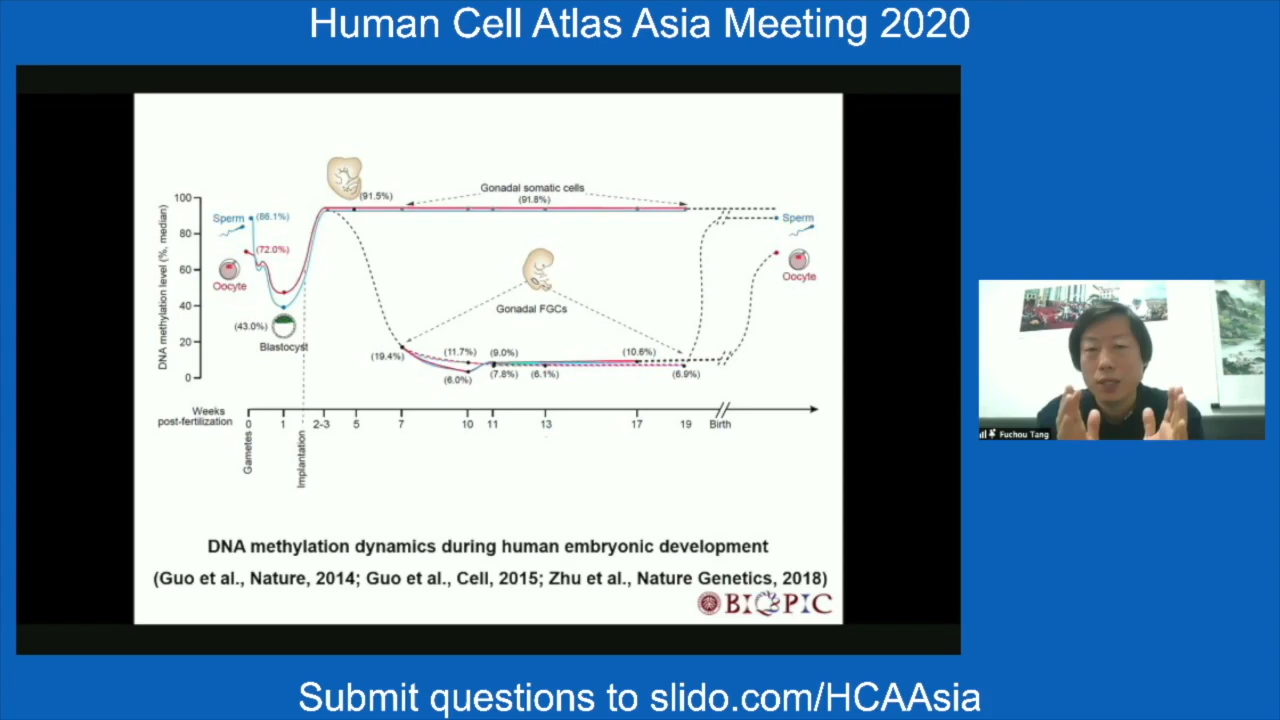 Human Cell Atlas Asia Meeting 2020
DNA methylation level (%, median)
100
80
60
40
20
0
Sperm
(86.1%)
(72.0%)
Oocyte
(43.0%)
Blastocyst
(91.5%)
Gonadal somatic cells
(91.8%)
Gonadal FGCs
(19.4%)
(11.7%)
(9.0%)
(10.6%)
(6.0%)
(7.8%)
(6.1%)
(6.9%)
Sperm
Oocyte
Weeks
post-fertilization
0 1 2-3 5 7 10 11 13 17 19 Birth
Gametes
Implantation
DNA methylation dynamics during human embryonic development
(Guo et al., Nature, 2014; Guo et al., Cell, 2015; Zhu et al., Nature Genetics, 2018)
BIOPIC
Fuchou Tang
Submit questions to slido.com/HCAAsia